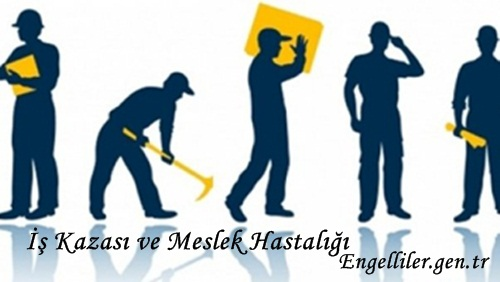 İş Kazası ve Meslek Hastalığı
Engelliler.gen.tr